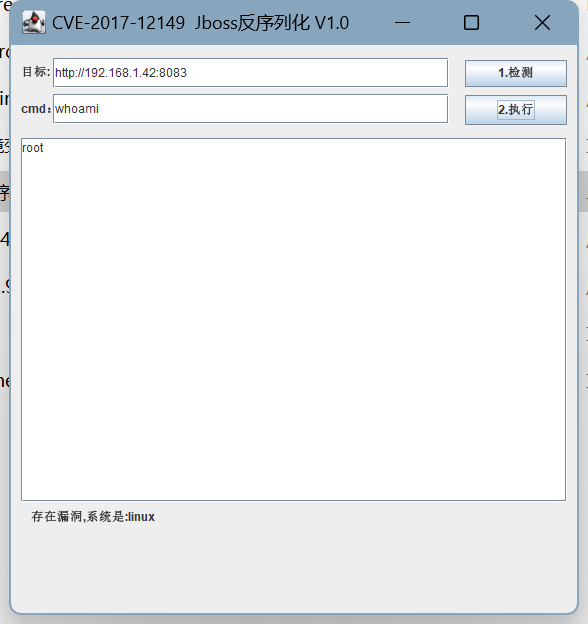 CVE-2017-12149 Jboss反序列化 V1.0
目标: http://192.168.1.42:8083 1.检测
cmd: whoami 2.执行
root
存在漏洞,系统是:linux